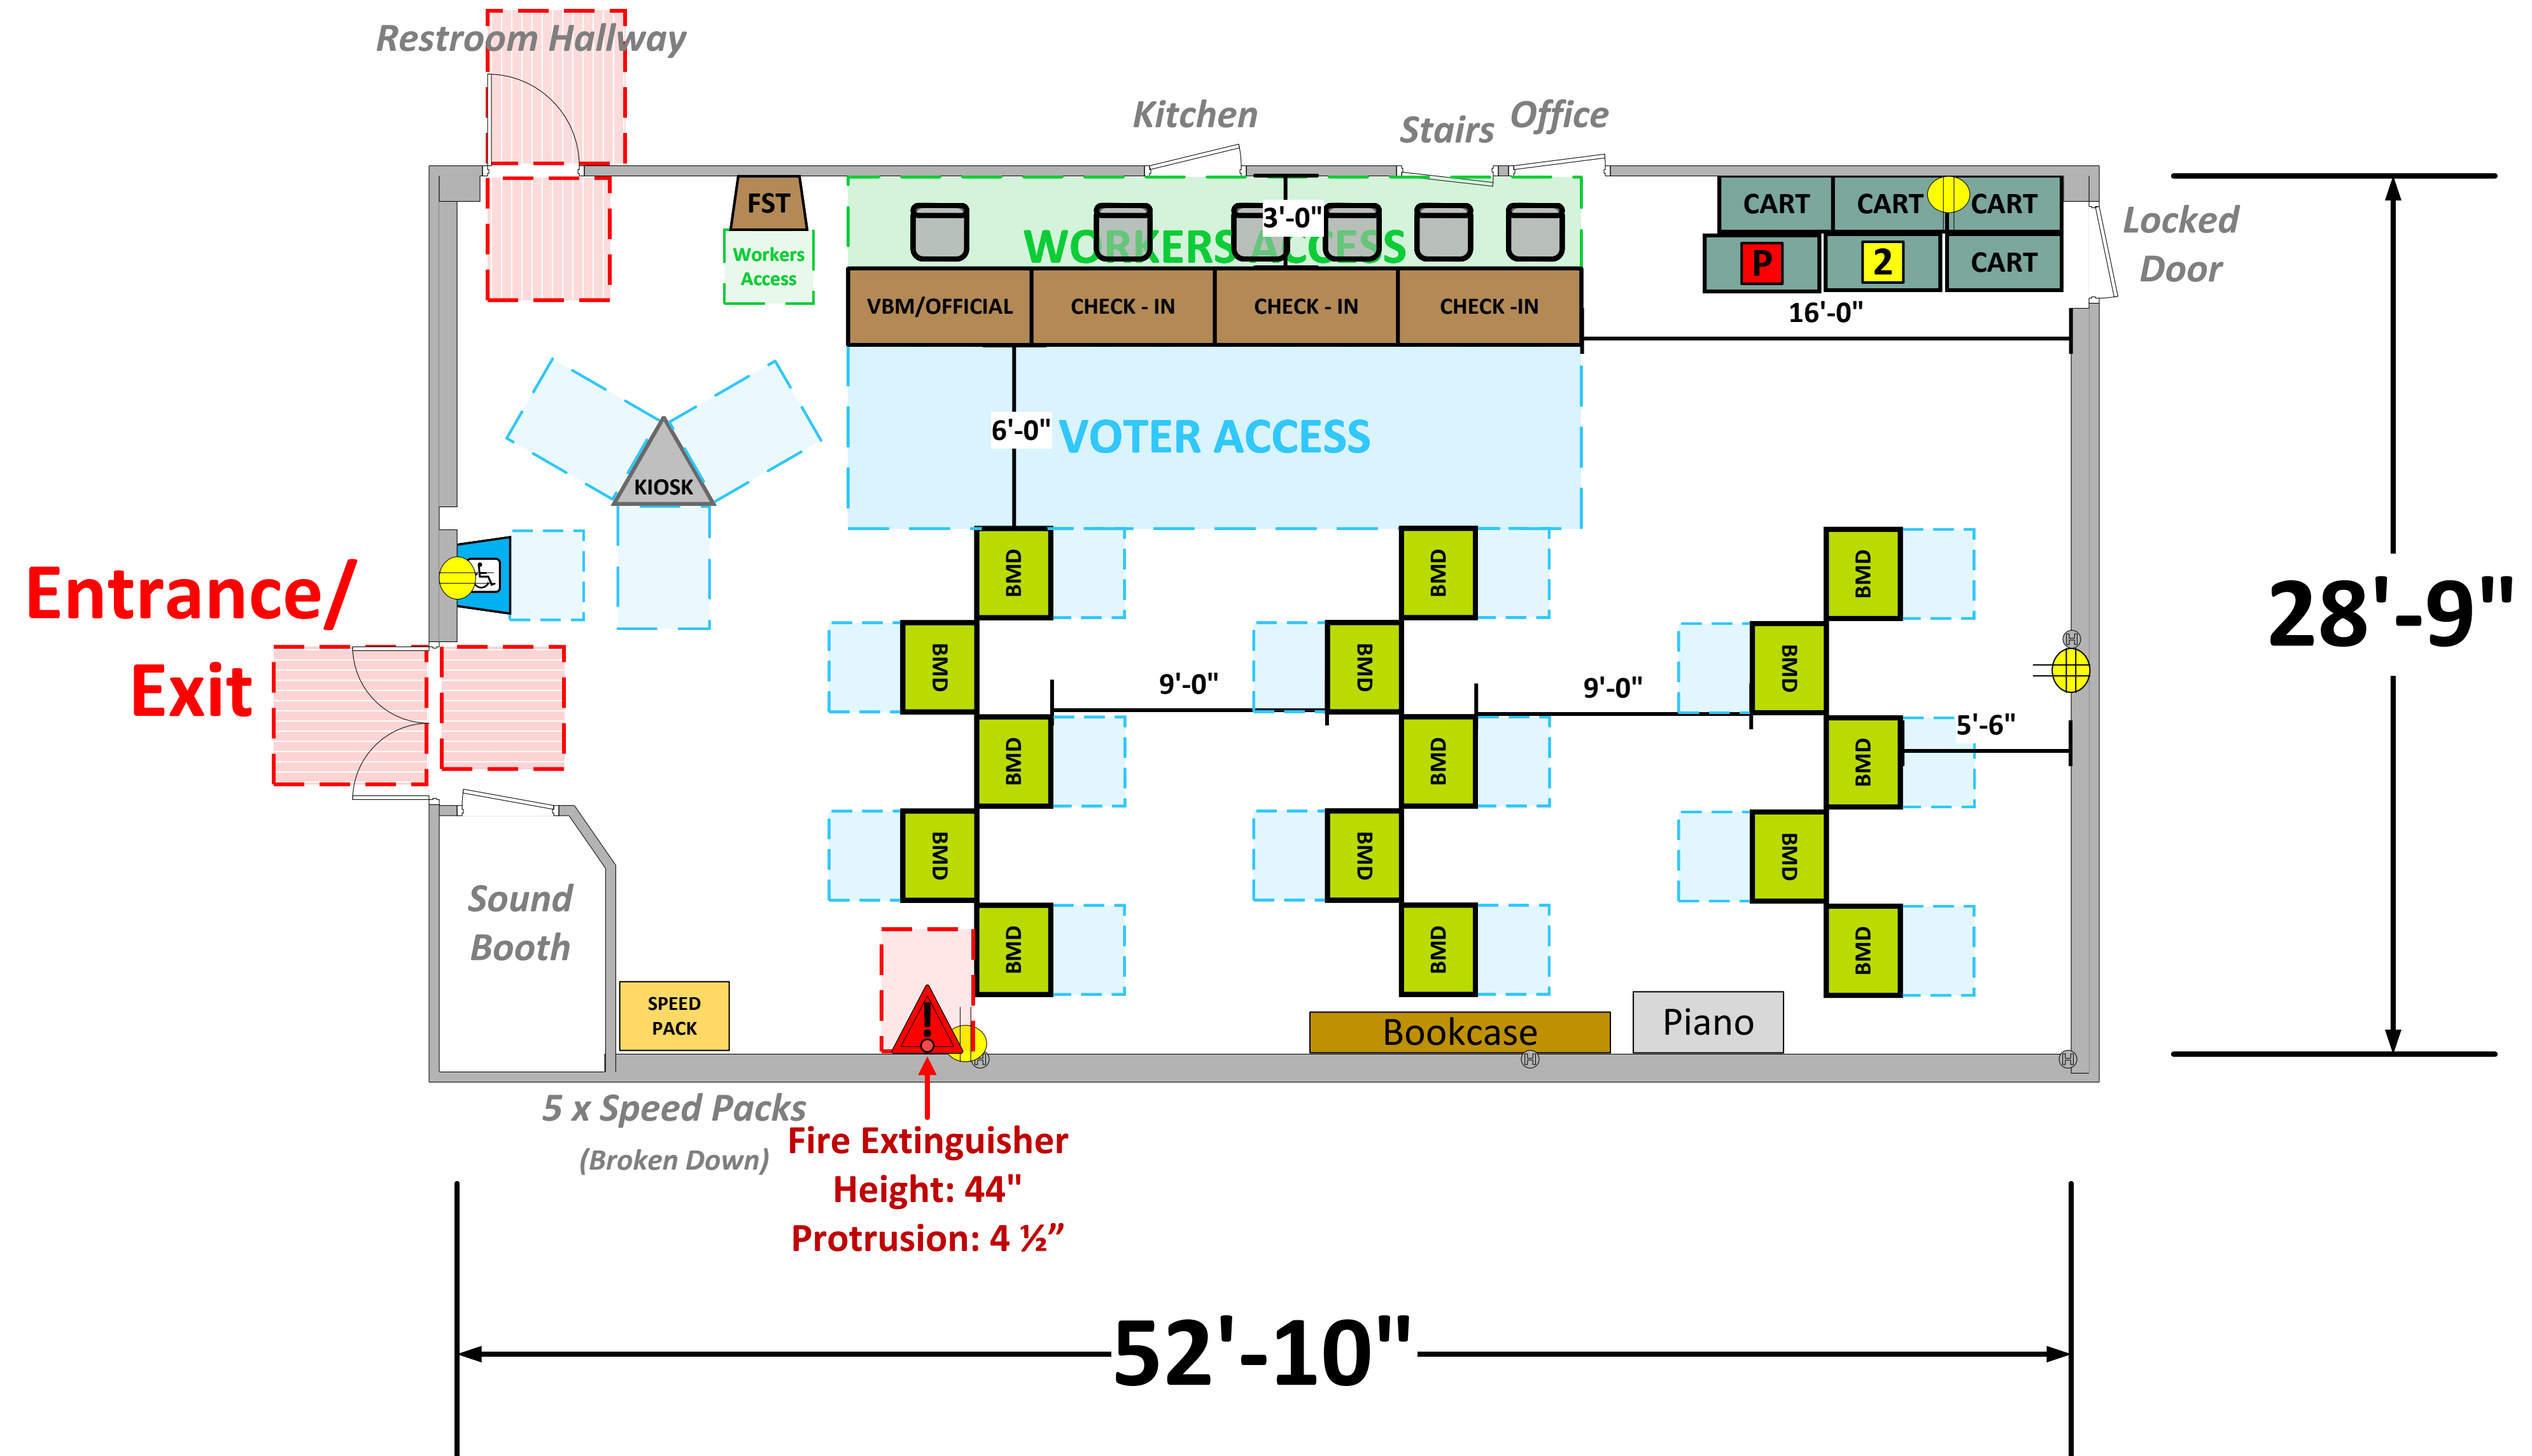 Restroom Hallway
Kitchen
Stairs
Office
FST
Workers
Access
WORKERS ACCESS
3'-0"
CART
CART
CART
P
2
CART
Locked
Door
VBM/OFFICIAL
CHECK - IN
CHECK - IN
CHECK -IN
16'-0"
6'-0"
VOTER ACCESS
KIOSK
Entrance/
Exit
28'-9"
BMD
BMD
BMD
BMD
BMD
BMD
9'-0"
9'-0"
5'-6"
BMD
BMD
BMD
BMD
BMD
BMD
BMD
BMD
BMD
Sound
Booth
SPEED
PACK
Bookcase
Piano
H
H
H
H
5 x Speed Packs
(Broken Down)
Fire Extinguisher
Height: 44"
Protrusion: 4 ½”
52'-10"